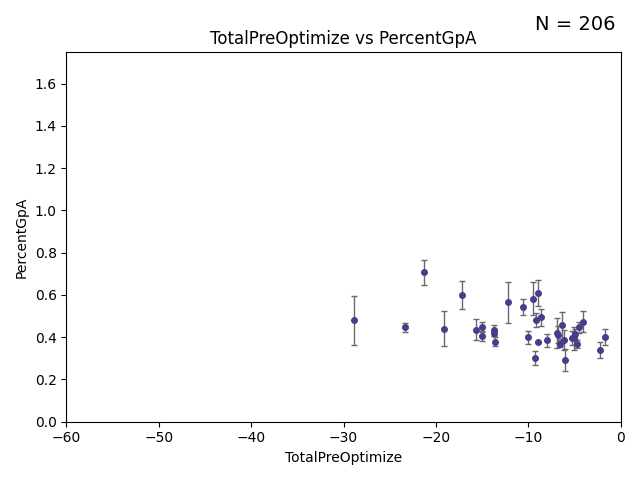 N = 206
TotalPreOptimize vs PercentGpA
PercentGpA
1.6
1.4
1.2
1.0
0.8
0.6
0.4
0.2
0.0
−60 −50 −40 −30 −20 −10 0
TotalPreOptimize